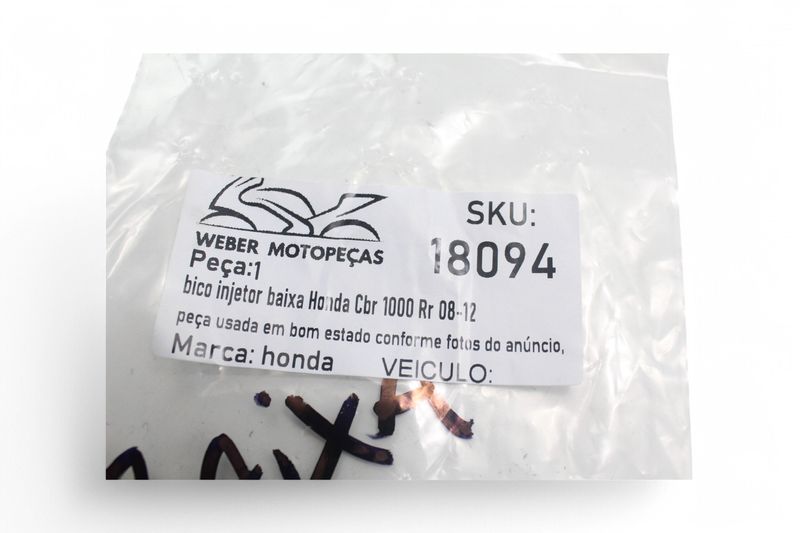 WEBER MOTOPEÇAS
SKU:
18094
Peça:1
bico injetor baixa Honda Cbr 1000 Rr 08-12
peça usada em bom estado conforme fotos do anúncio,
Marca: honda
VEICULO: